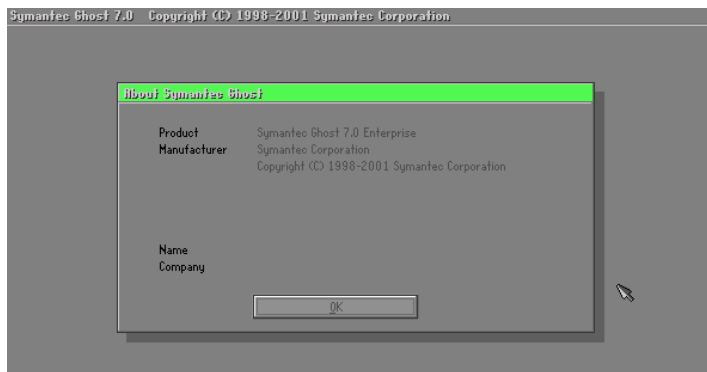 Symantec Ghost 7.0   Copyright (C) 1998-2001 Symantec Corporation
About Symantec Ghost
Product Symantec Ghost 7.0 Enterprise
Manufacturer Symantec Corporation
Copyright (C) 1998-2001 Symantec Corporation
Name
Company
OK